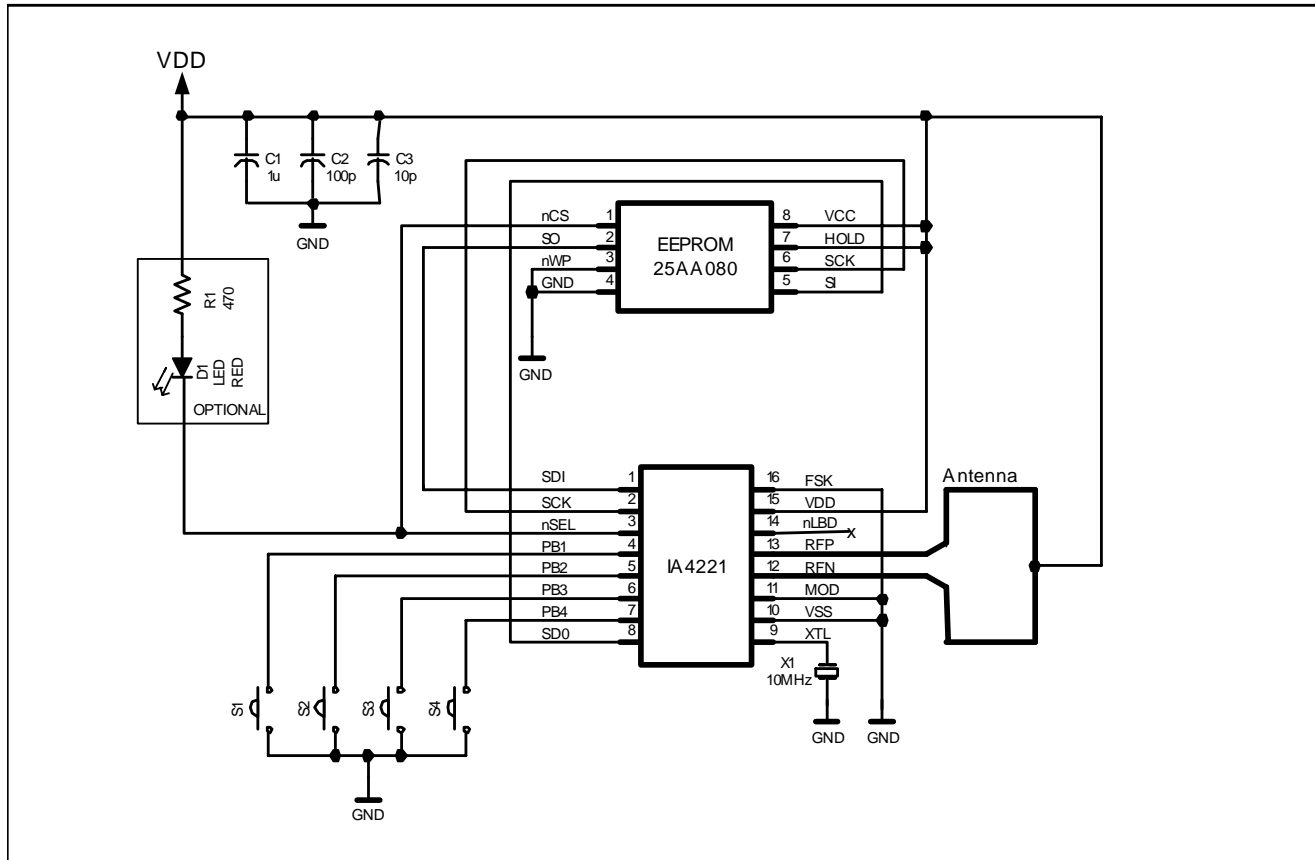 VDD
C1
1u
C2
100p
C3
10p
GND
R1
470
D1
LED
RED
OPTIONAL
nCS 1
SO 2
nWP 3
GND 4
EEPROM
25AA080
8 VCC
7 HOLD
6 SCK
5 SI
GND
SDI 1
SCK 2
nSEL 3
PB1 4
PB2 5
PB3 6
PB4 7
SD0 8
IA4221
16 FSK
15 VDD
14 nLBD x
13 RFP
12 RFN
11 MOD
10 VSS
9 XTL
Antenna
X1
10MHz
GND
GND
S1
S2
S3
S4
GND